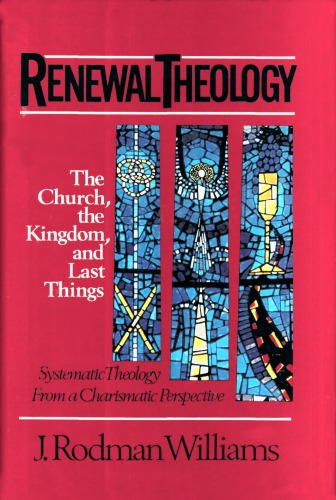 RENEWAL THEOLOGY
The
Church,
the
Kingdom,
and
Last
Things
Systematic Theology
From a Charismatic Perspective
J. Rodman Williams